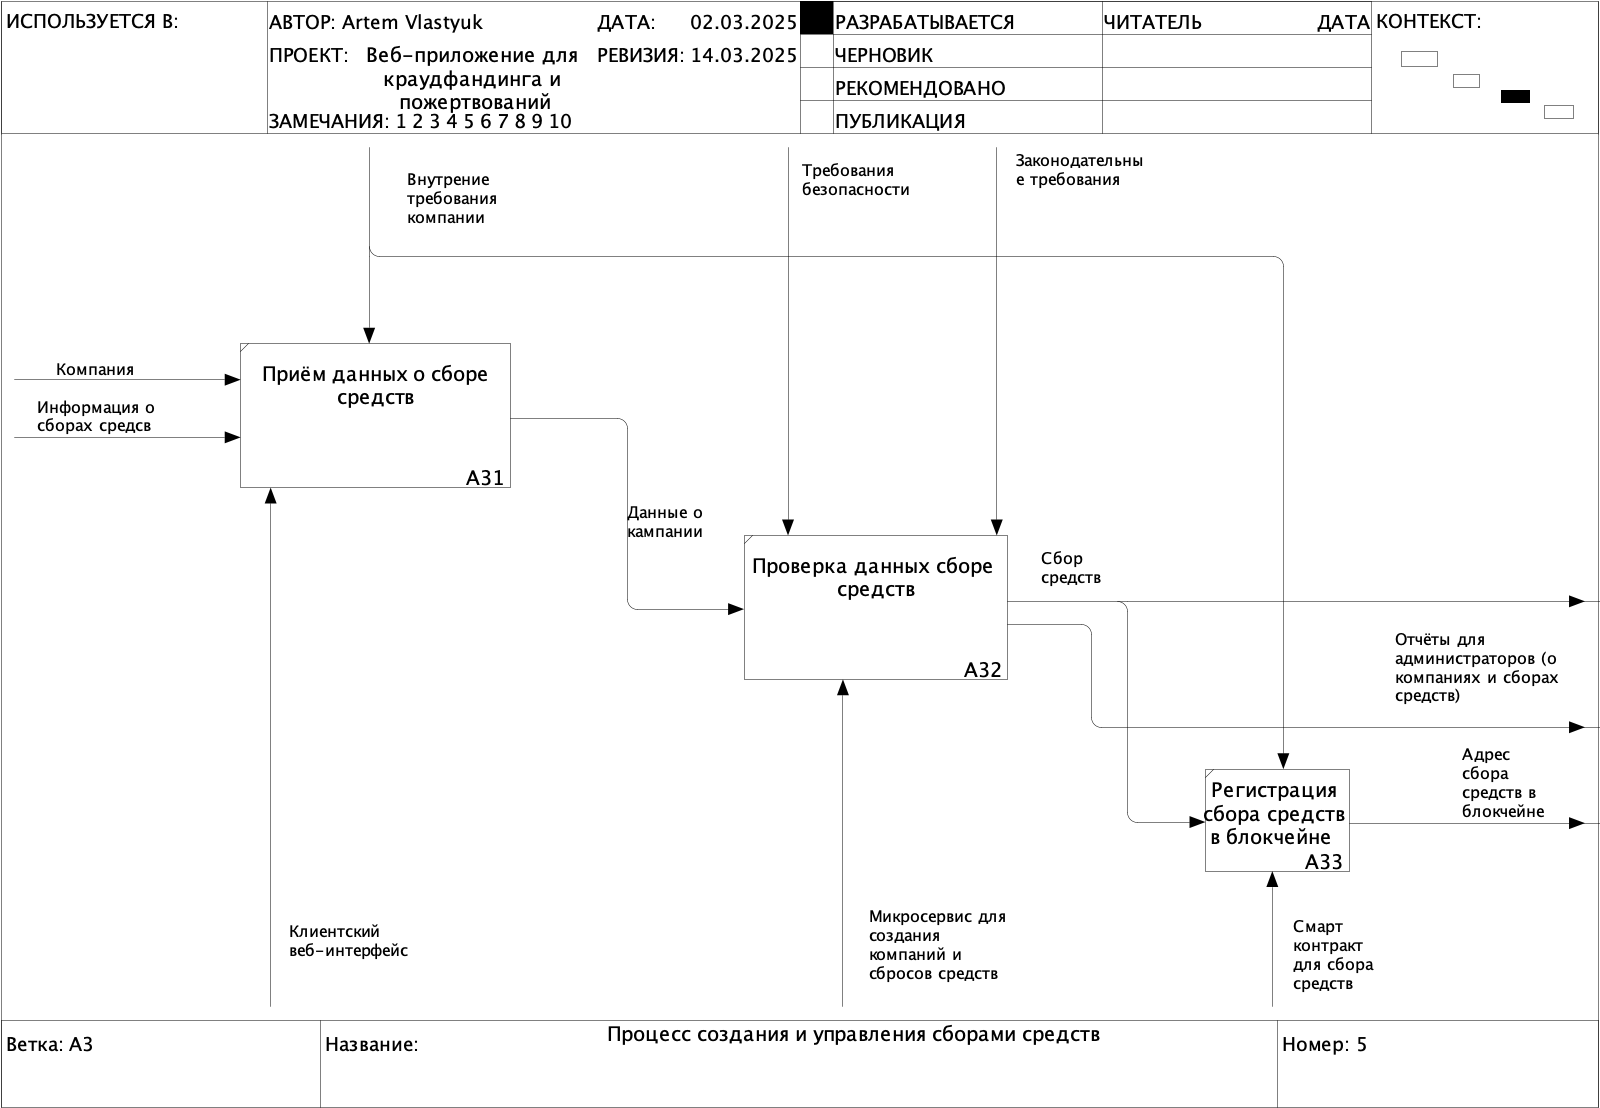 ИСПОЛЬЗУЕТСЯ В:
АВТОР: Artem Vlastyuk
ДАТА: 02.03.2025
РАЗРАБАТЫВАЕТСЯ
ЧИТАТЕЛЬ
ДАТА
КОНТЕКСТ:
ПРОЕКТ: Веб-приложение для
краудфандинга и
пожертвований
РЕВИЗИЯ: 14.03.2025
ЧЕРНОВИК
РЕКОМЕНДОВАНО
ЗАМЕЧАНИЯ: 1 2 3 4 5 6 7 8 9 10
ПУБЛИКАЦИЯ
Внутрение
требования
компании
Требования
безопасности
Законодательны
е требования
Компания
Информация о
сборах средсв
Приём данных о сборе
средств
A31
Данные о
кампании
Проверка данных сборе
средств
A32
Сбор
средств
Отчёты для
администраторов (о
компаниях и сборах
средств)
Адрес
сбора
средств в
блокчейне
Регистрация
сбора средств
в блокчейне
A33
Клиентский
веб-интерфейс
Микросервис для
создания
компаний и
сбросов средств
Смарт
контракт
для сбора
средств
Ветка: A3
Название:
Процесс создания и управления сборами средств
Номер: 5